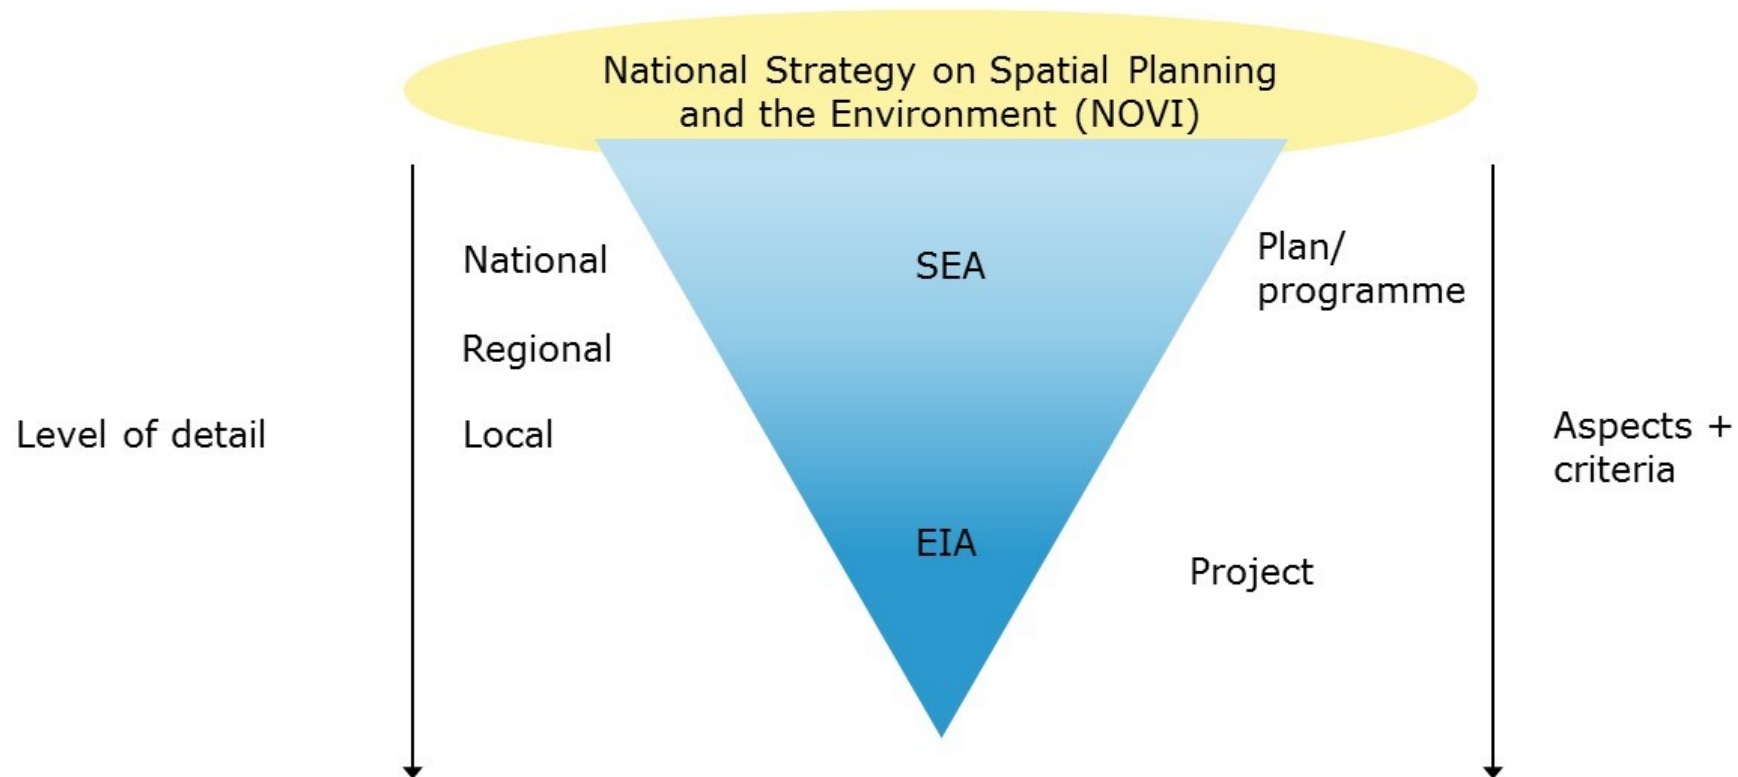 National Strategy on Spatial Planning
and the Environment (NOVI)
National
SEA
Plan/
programme
Regional
Level of detail
Local
Aspects +
criteria
EIA
Project